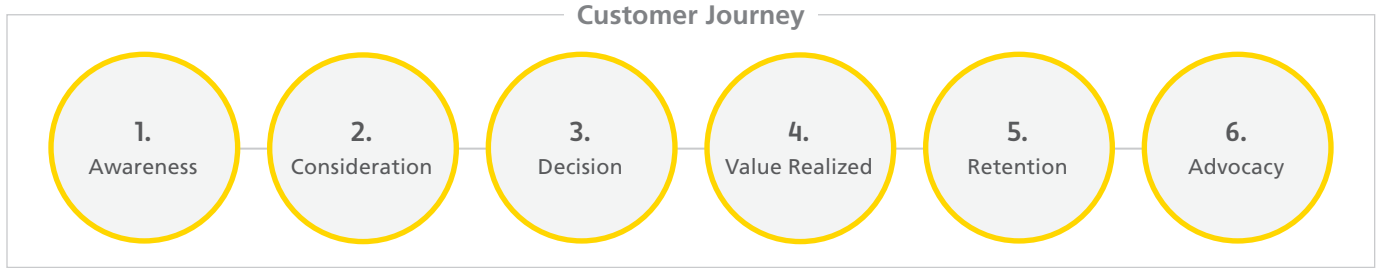 Customer Journey
1.
Awareness
2.
Consideration
3.
Decision
4.
Value Realized
5.
Retention
6.
Advocacy